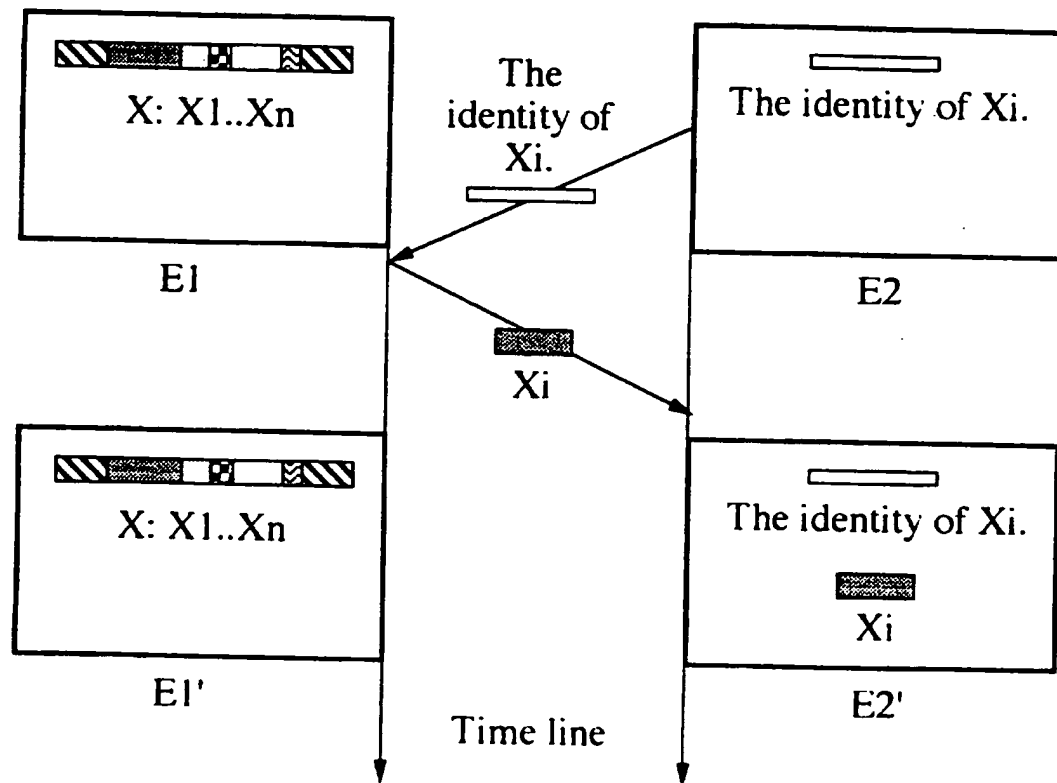 X: X1..Xn
E1
The
identity of
Xi.
The identity of Xi.
E2
Xi
X: X1..Xn
E1'
The identity of Xi.
Xi
E2'
Time line